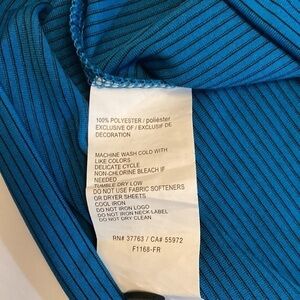 100% POLYESTER / poliéster
EXCLUSIVE OF / EXCLUSIF DE
DECORATION
MACHINE WASH COLD WITH
LIKE COLORS
DELICATE CYCLE
NON-CHLORINE BLEACH IF
NEEDED
TUMBLE DRY LOW
DO NOT USE FABRIC SOFTENERS
OR DRYER SHEETS
COOL IRON
DO NOT IRON LOGO
DO NOT IRON NECK LABEL
DO NOT DRY CLEAN
RN# 37763 / CA# 55972
F1168-FR